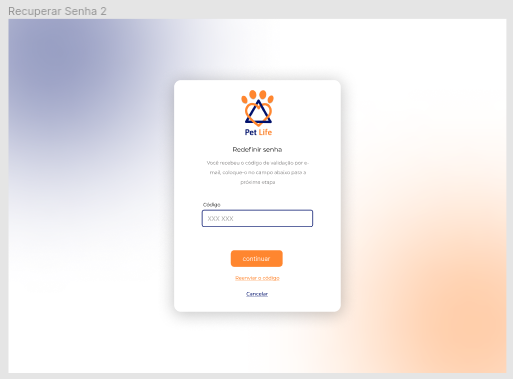 Recuperar Senha 2
Pet Life
Redefinir senha
Você recebeu o código de validação por e-
mail, coloque-o no campo abaixo para a
próxima etapa
Código
XXX XXX
continuar
Reenviar o código
Cancelar